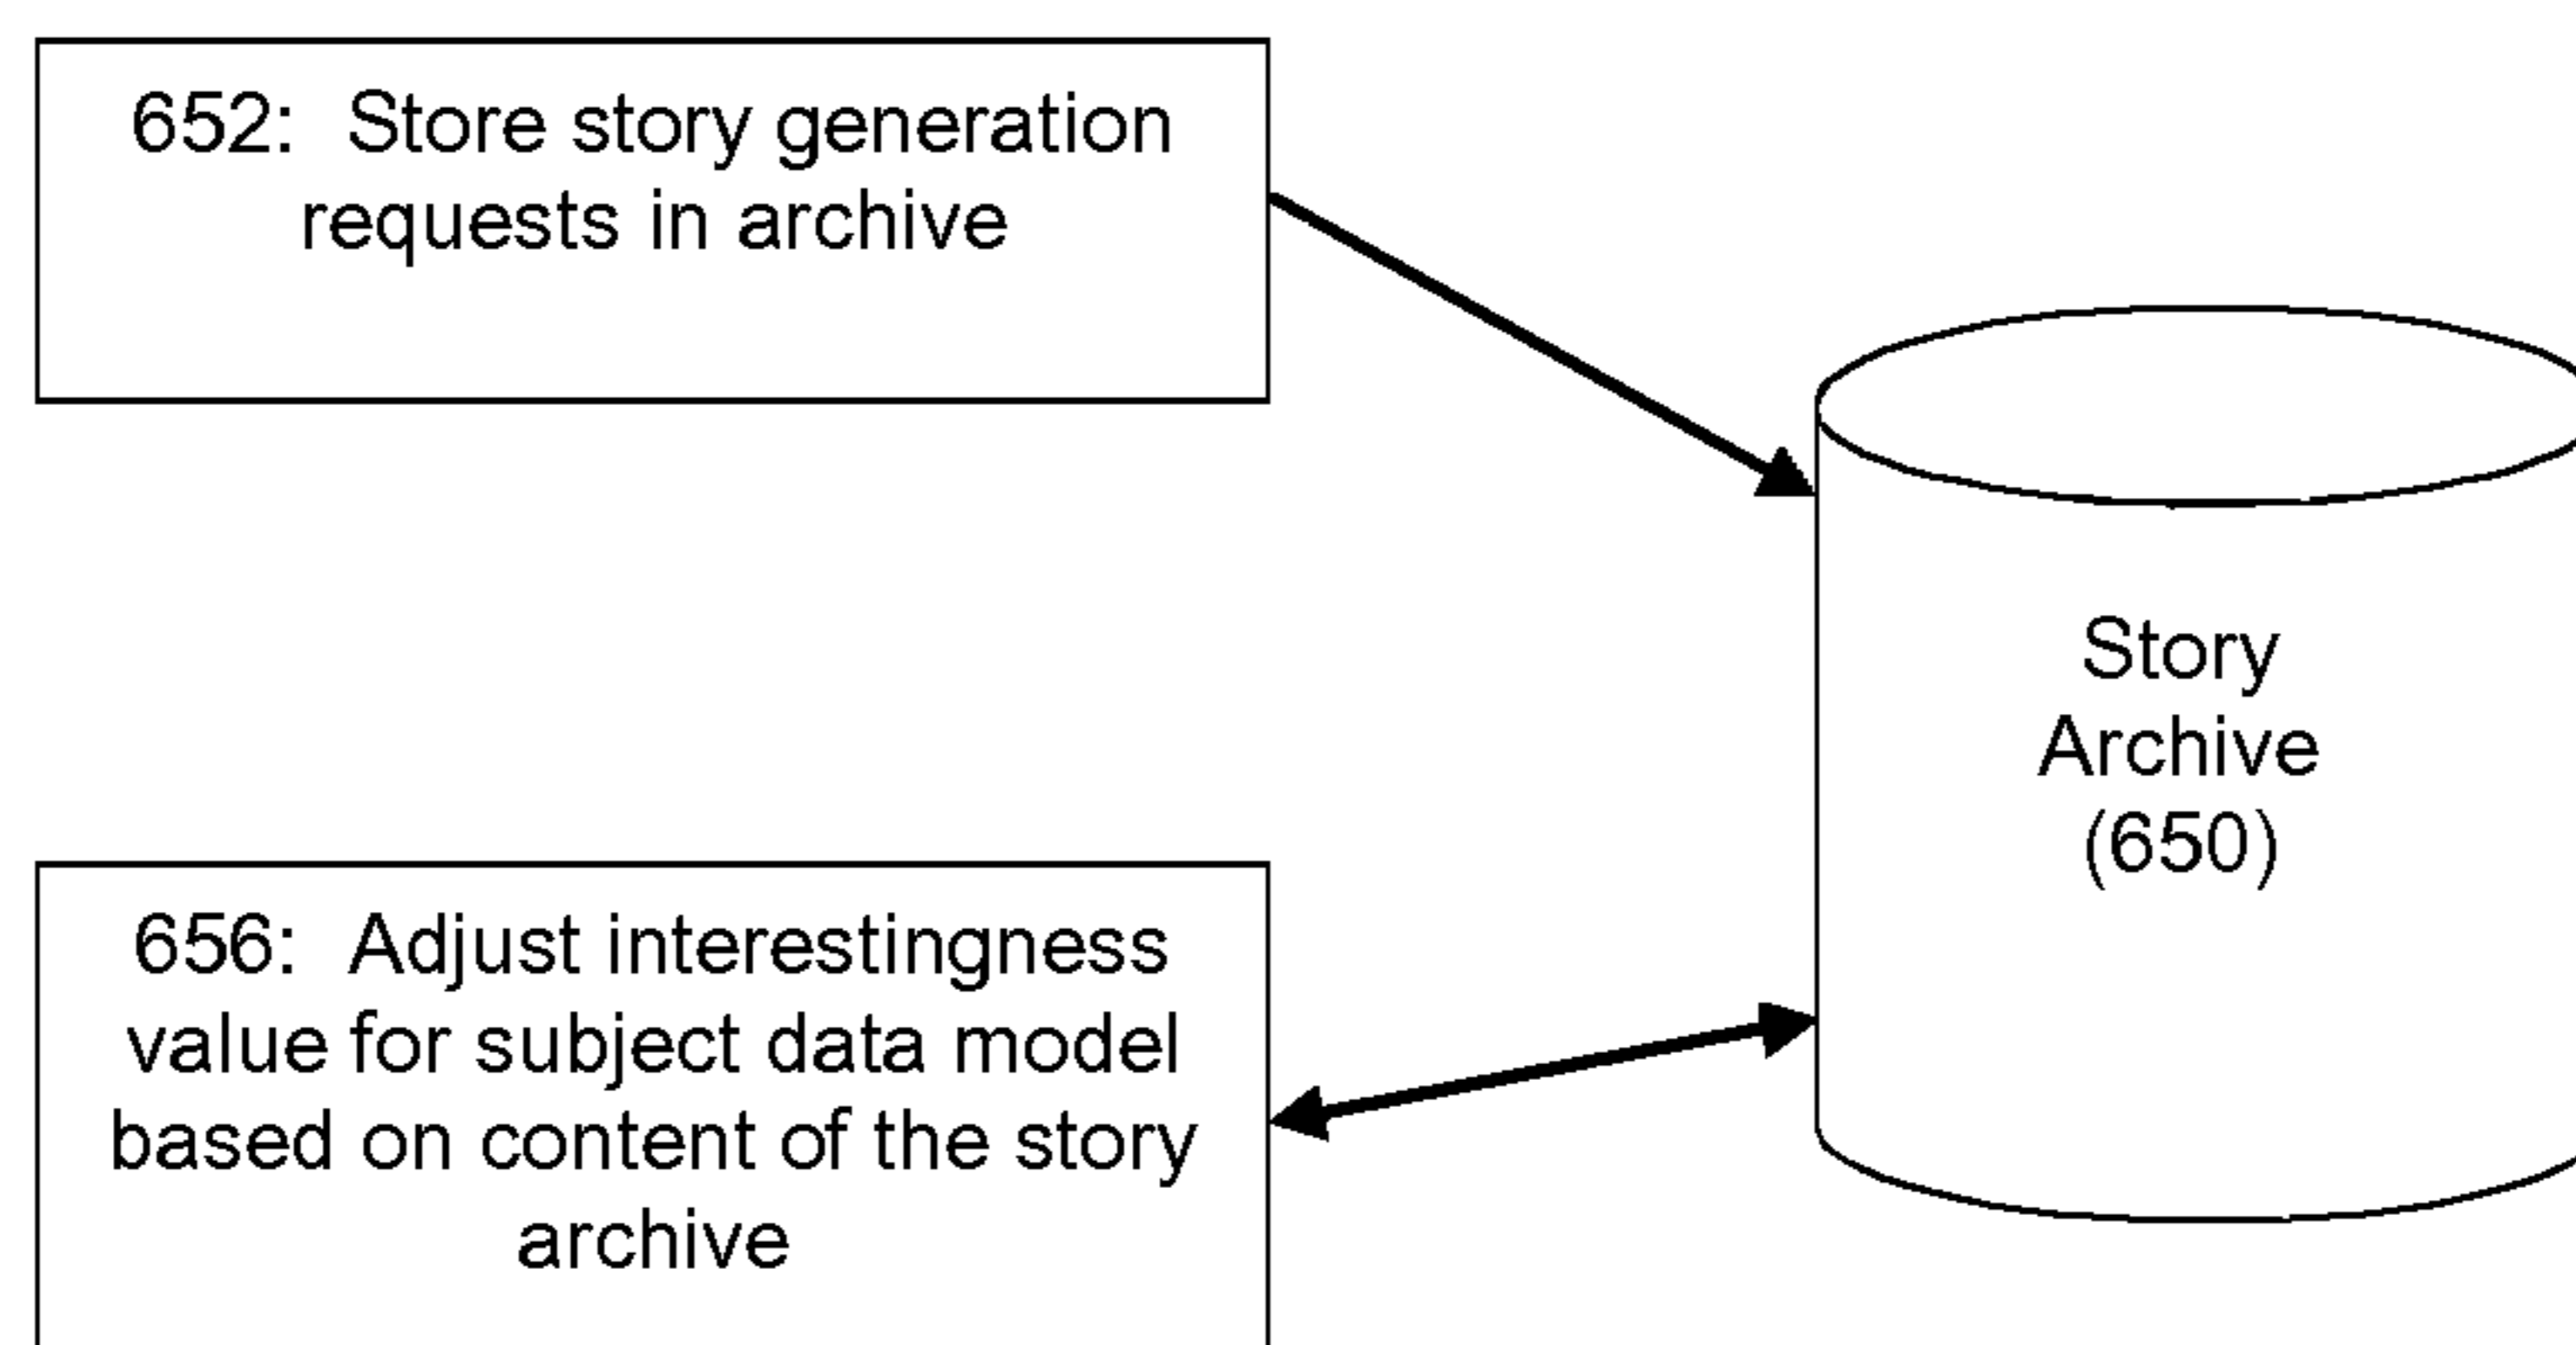 652: Store story generation
requests in archive
Story
Archive
(650)
656: Adjust interestingness
value for subject data model
based on content of the story
archive